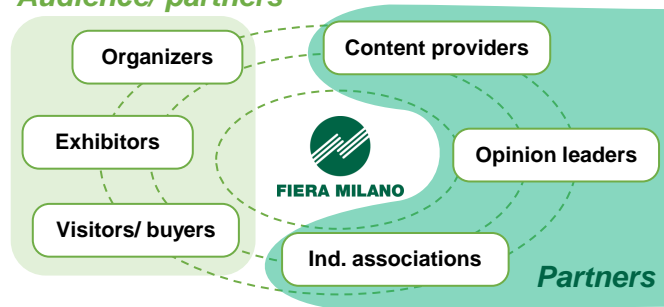 Audience/ partners
Organizers
Content providers
Exhibitors
Opinion leaders
FIERA MILANO
Visitors/ buyers
Ind. associations
Partners